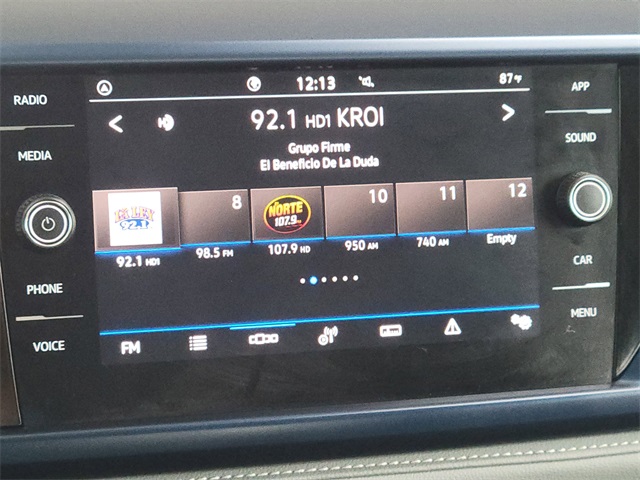 RADIO
MEDIA
PHONE
VOICE
12:13
87°F
92.1 HD1 KROI
Grupo Firme
El Beneficio De La Duda
92.1
8
NORTE
107.9
10
11
12
92.1 HD1
98.5 FM
107.9 HD
950 AM
740 AM
Empty
FM
APP
SOUND
CAR
MENU